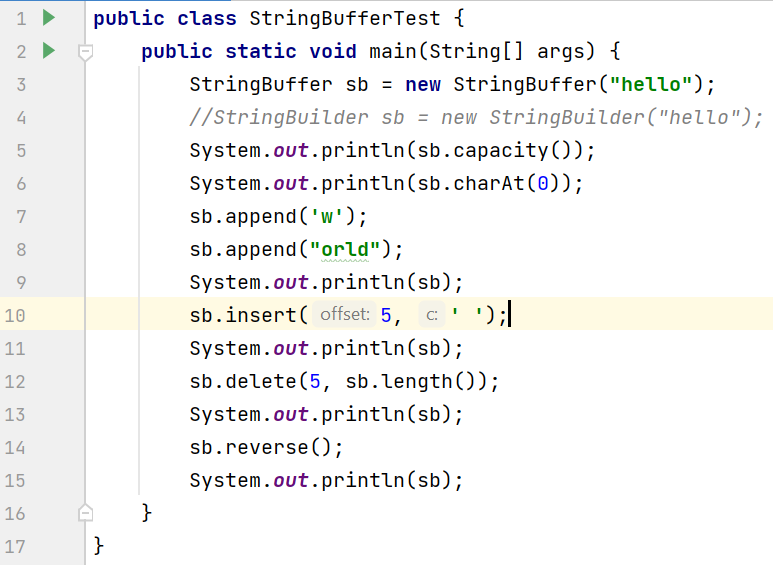 1 public class StringBufferTest {
2 public static void main(String[] args) {
3 StringBuffer sb = new StringBuffer("hello");
4 //StringBuilder sb = new StringBuilder("hello");
5 System.out.println(sb.capacity());
6 System.out.println(sb.charAt(0));
7 sb.append('w');
8 sb.append("orld");
9 System.out.println(sb);
10 sb.insert( offset: 5, c: ' ');
11 System.out.println(sb);
12 sb.delete(5, sb.length());
13 System.out.println(sb);
14 sb.reverse();
15 System.out.println(sb);
16 }
17 }